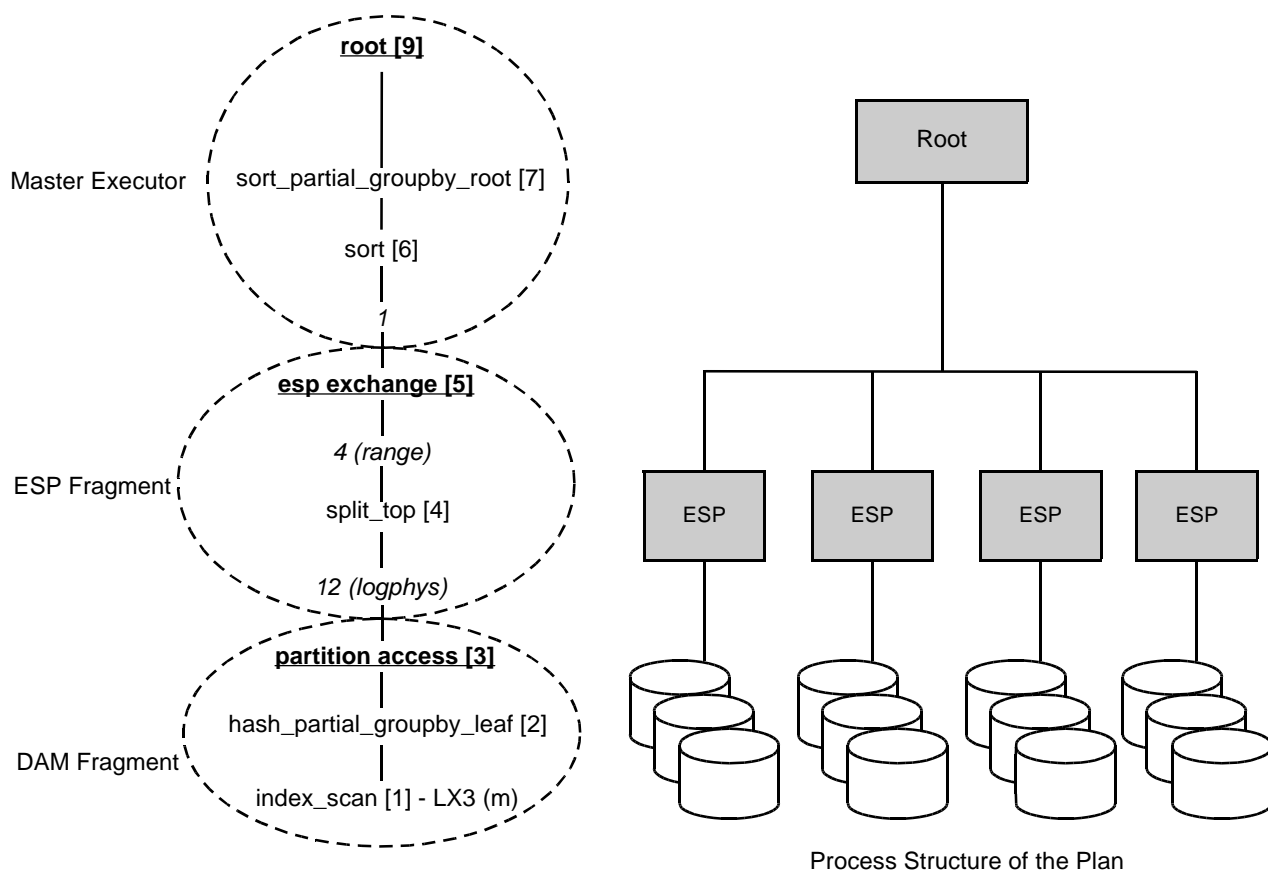 root [9]
Master Executor
sort_partial_groupby_root [7]
sort [6]
1
esp exchange [5]
4 (range)
ESP Fragment
split_top [4]
12 (logphys)
partition access [3]
hash_partial_groupby_leaf [2]
DAM Fragment
index_scan [1] - LX3 (m)
Root
ESP
ESP
ESP
ESP
Process Structure of the Plan